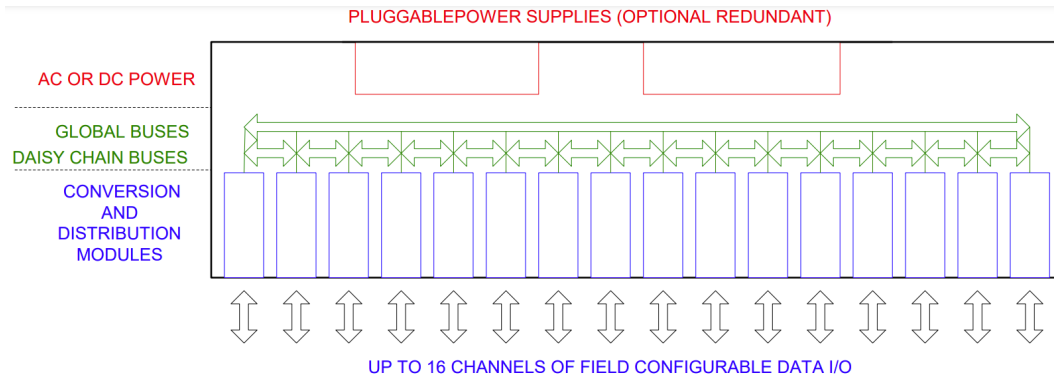 PLUGGABLEPOWER SUPPLIES (OPTIONAL REDUNDANT)
AC OR DC POWER
GLOBAL BUSES
DAISY CHAIN BUSES
CONVERSION
AND
DISTRIBUTION
MODULES
UP TO 16 CHANNELS OF FIELD CONFIGURABLE DATA I/O